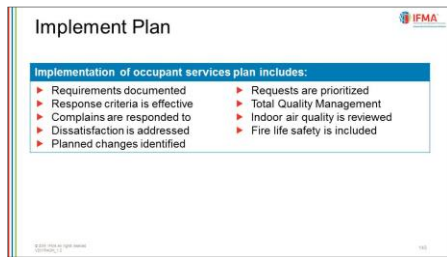 Implement Plan
IFMA
Implementation of occupant services plan includes:
Requirements documented
Response criteria is effective
Complains are responded to
Dissatisfaction is addressed
Planned changes identified
Requests are prioritized
Total Quality Management
Indoor air quality is reviewed
Fire life safety is included